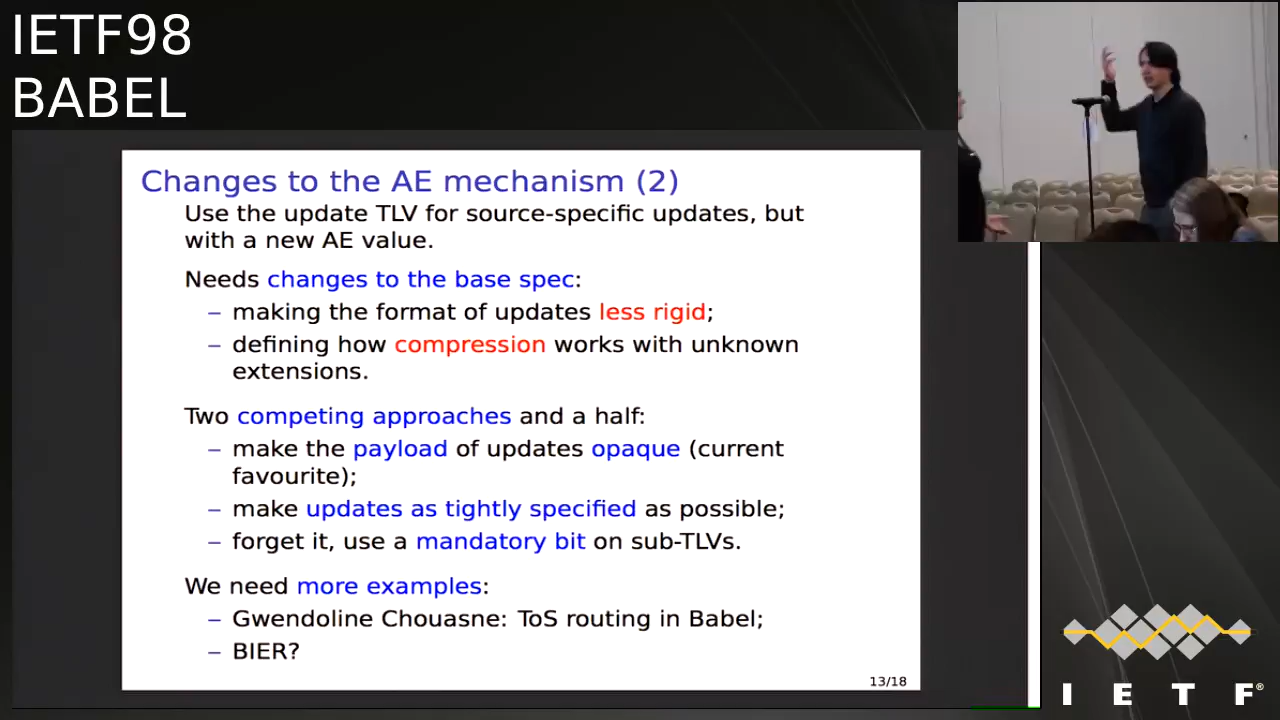 IETF98
BABEL
Changes to the AE mechanism (2)
Use the update TLV for source-specific updates, but
with a new AE value.
Needs changes to the base spec:
– making the format of updates less rigid;
– defining how compression works with unknown
extensions.
Two competing approaches and a half:
– make the payload of updates opaque (current
favourite);
– make updates as tightly specified as possible;
– forget it, use a mandatory bit on sub-TLVs.
We need more examples:
– Gwendoline Chouasne: ToS routing in Babel;
– BIER?
13/18
I E T F®